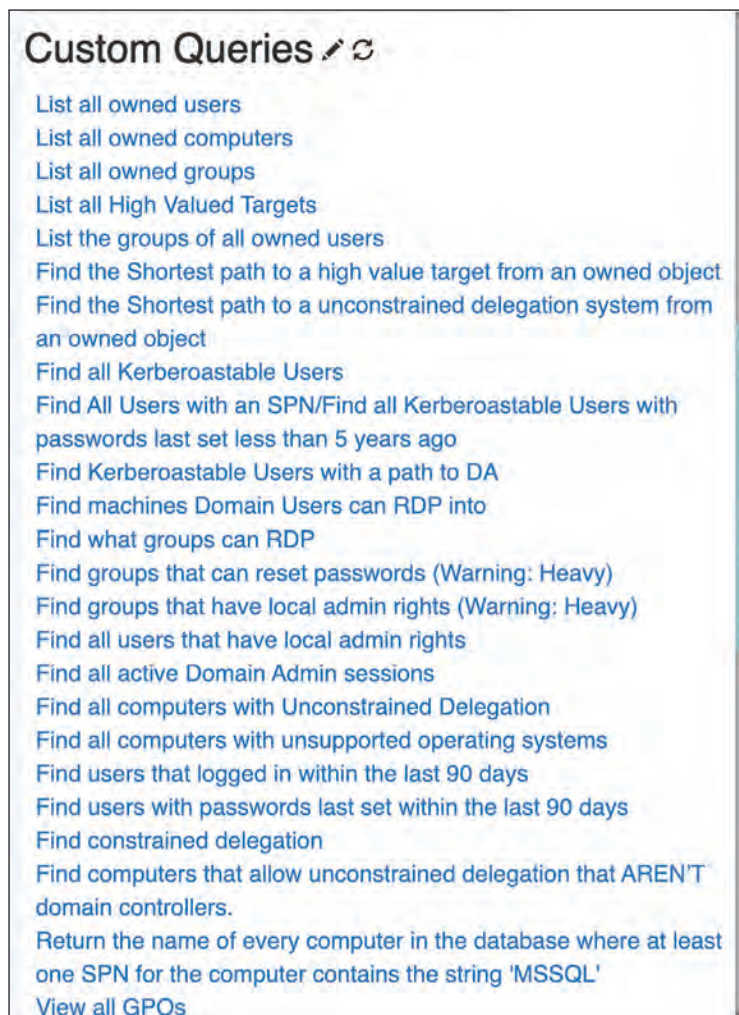 Custom Queries
List all owned users
List all owned computers
List all owned groups
List all High Valued Targets
List the groups of all owned users
Find the Shortest path to a high value target from an owned object
Find the Shortest path to a unconstrained delegation system from
an owned object
Find all Kerberoastable Users
Find All Users with an SPN/Find all Kerberoastable Users with
passwords last set less than 5 years ago
Find Kerberoastable Users with a path to DA
Find machines Domain Users can RDP into
Find what groups can RDP
Find groups that can reset passwords (Warning: Heavy)
Find groups that have local admin rights (Warning: Heavy)
Find all users that have local admin rights
Find all active Domain Admin sessions
Find all computers with Unconstrained Delegation
Find all computers with unsupported operating systems
Find users that logged in within the last 90 days
Find users with passwords last set within the last 90 days
Find constrained delegation
Find computers that allow unconstrained delegation that AREN'T
domain controllers.
Return the name of every computer in the database where at least
one SPN for the computer contains the string 'MSSQL'
View all GPOs